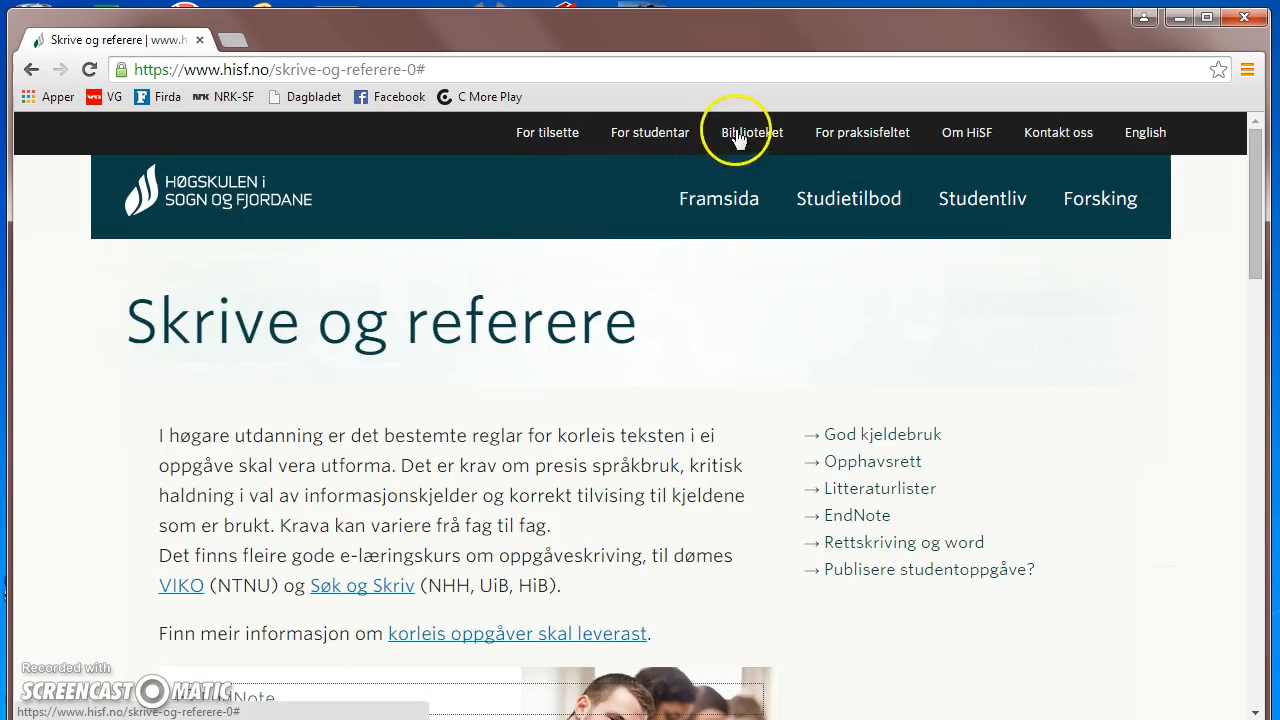 Skrive og referere | www.h
https://www.hisf.no/skrive-og-referere-0#
Apper VG Firda NRK-SF Dagbladet Facebook C More Play
For tilsette For studentar Biblioteket For praksisfeltet Om HiSF Kontakt oss English
HØGSKULEN i
SOGN OG FJORDANE
Framsida Studietilbod Studentliv Forsking
Skrive og referere
I høgare utdanning er det bestemte reglar for korleis teksten i ei
oppgåve skal vera utforma. Det er krav om presis språkbruk, kritisk
haldning i val av informasjonskjelder og korrekt tilvising til kjeldene
som er brukt. Krava kan variere frå fag til fag.
Det finns fleire gode e-læringskurs om oppgåveskriving, til dømes
VIKO (NTNU) og Søk og Skriv (NHH, UiB, HiB).
Finn meir informasjon om korleis oppgåver skal leverast.
→ God kjeldebruk
→ Opphavsrett
→ Litteraturlister
→ EndNote
→ Rettskriving og word
→ Publisere studentoppgåve?
Recorded with
SCREENCAST MATIC
https://www.hisf.no/skrive-og-referere-0#